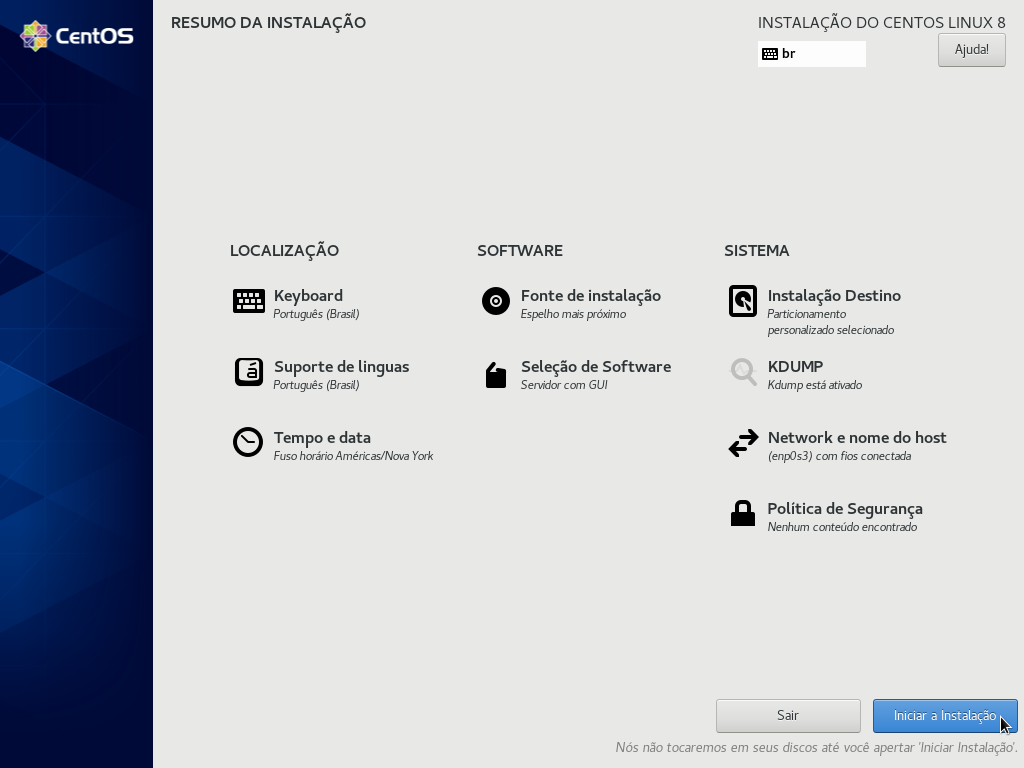 CentOS
RESUMO DA INSTALAÇÃO
INSTALAÇÃO DO CENTOS LINUX 8
br
Ajuda!
LOCALIZAÇÃO
Keyboard
Português (Brasil)
Suporte de linguas
Português (Brasil)
Tempo e data
Fuso horário Américas/Nova York
SOFTWARE
Fonte de instalação
Espelho mais próximo
Seleção de Software
Servidor com GUI
SISTEMA
Instalação Destino
Particionamento
personalizado selecionado
KDUMP
Kdump está ativado
Network e nome do host
(enp0s3) com fios conectada
Política de Segurança
Nenhum conteúdo encontrado
Sair
Iniciar a Instalação
Nós não tocaremos em seus discos até você apertar 'Iniciar Instalação'.